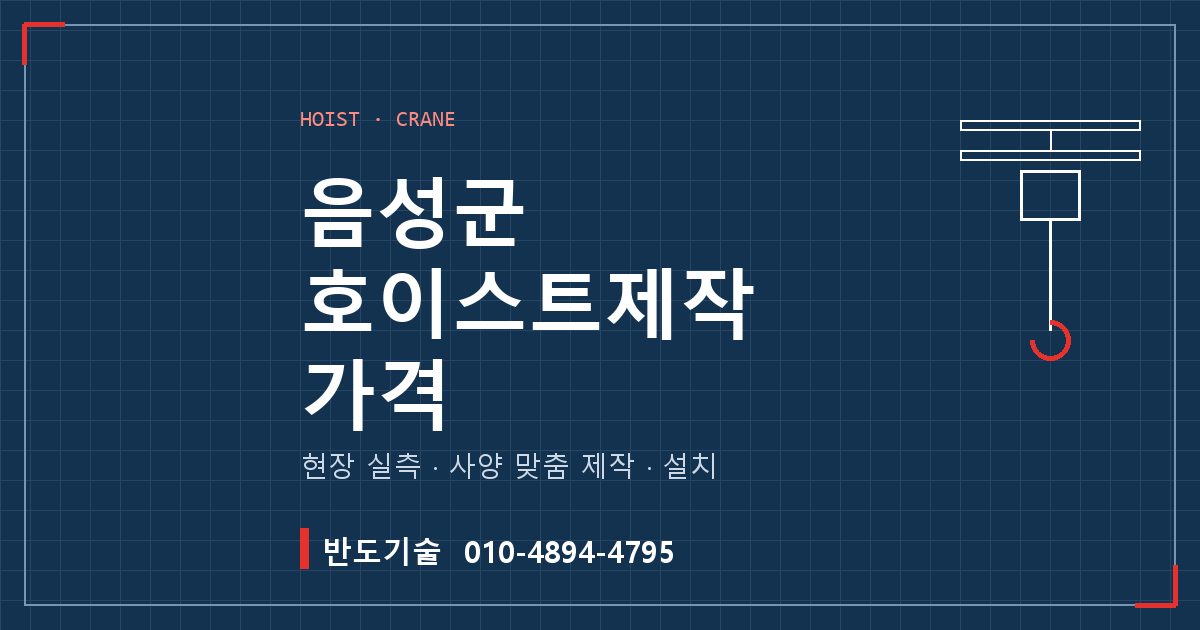 HOIST · CRANE
음성군
호이스트제작
가격
현장 실측 · 사양 맞춤 제작 · 설치
반도기술 010-4894-4795